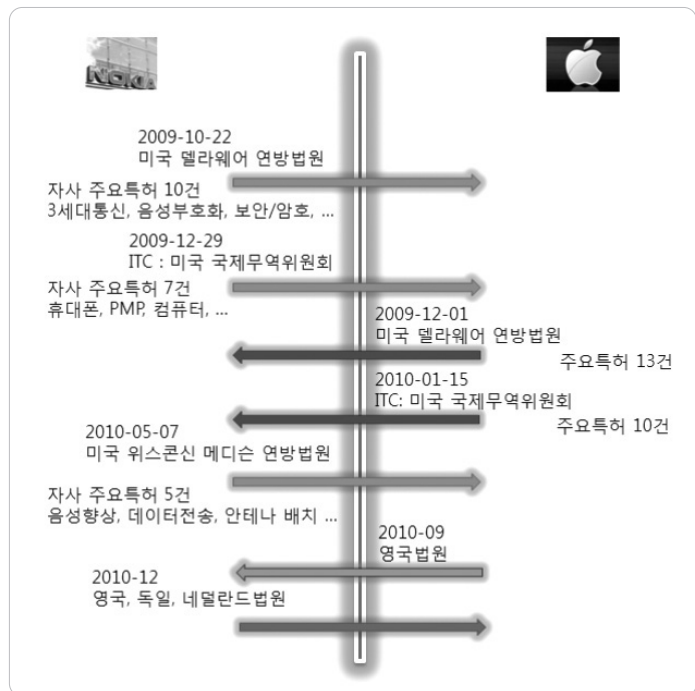 NOKIA
2009-10-22
미국 델라웨어 연방법원
자사 주요특허 10건
3세대통신, 음성부호화, 보안/암호, ...
2009-12-29
ITC : 미국 국제무역위원회
자사 주요특허 7건
휴대폰, PMP, 컴퓨터, ...
2009-12-01
미국 델라웨어 연방법원
주요특허 13건
2010-01-15
ITC: 미국 국제무역위원회
주요특허 10건
2010-05-07
미국 위스콘신 메디슨 연방법원
자사 주요특허 5건
음성향상, 데이터전송, 안테나 배치 ...
2010-09
영국법원
2010-12
영국, 독일, 네덜란드법원